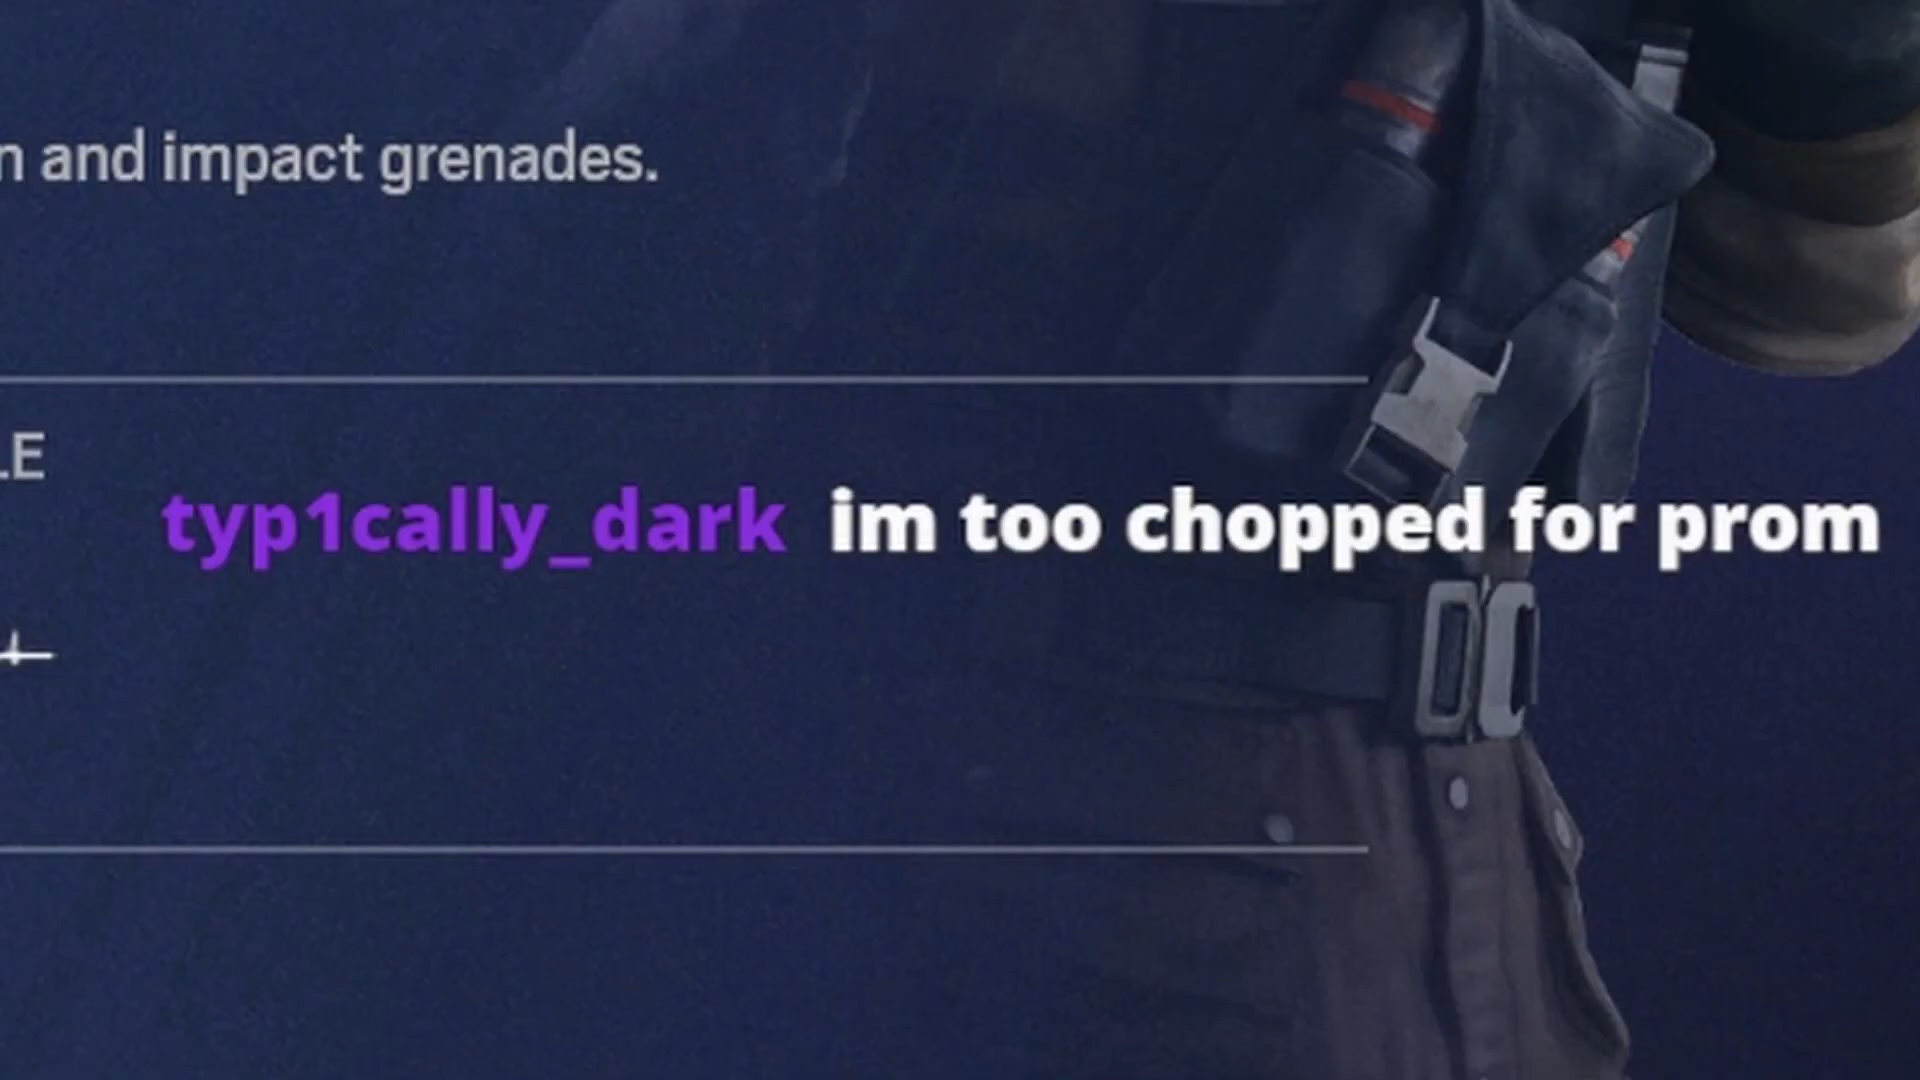 n and impact grenades.
LE
typ1cally_dark im too chopped for prom